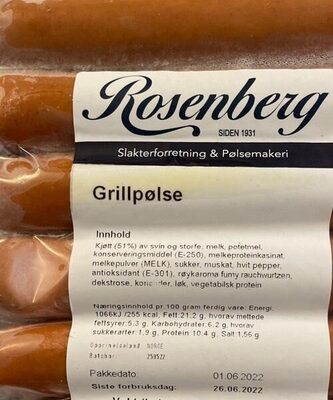 Rosenberg
SIDEN 1931
Slakterforretning & Pølsemakeri
Grillpølse
Innhold
Kjøtt (51%) av svin og storfe, melk, potetmel,
konserveringsmiddel (E-250), melkeproteinkasinat,
melkepulver (MELK), sukker, muskat, hvit pepper,
antioksidant (E-301), røykaroma fumy rauchwurtzen,
dekstrose, koriander, løk, vegetabilsk protein
Næringsinnhold pr.100 gram ferdig vare: Energi:
1066KJ /255 kcal, Fett:21.2 g, hvorav mettede
fettsyrer:5.3 g, Karbohydrater:6.2 g, hvorav
sukkerarter:1.9 g, Protein:10.4 g, Salt:1,56 g
Opprinnelsland NORGE
Batchnr 250522
Pakkedato: 01.06.2022
Siste forbruksdag: 26.06.2022